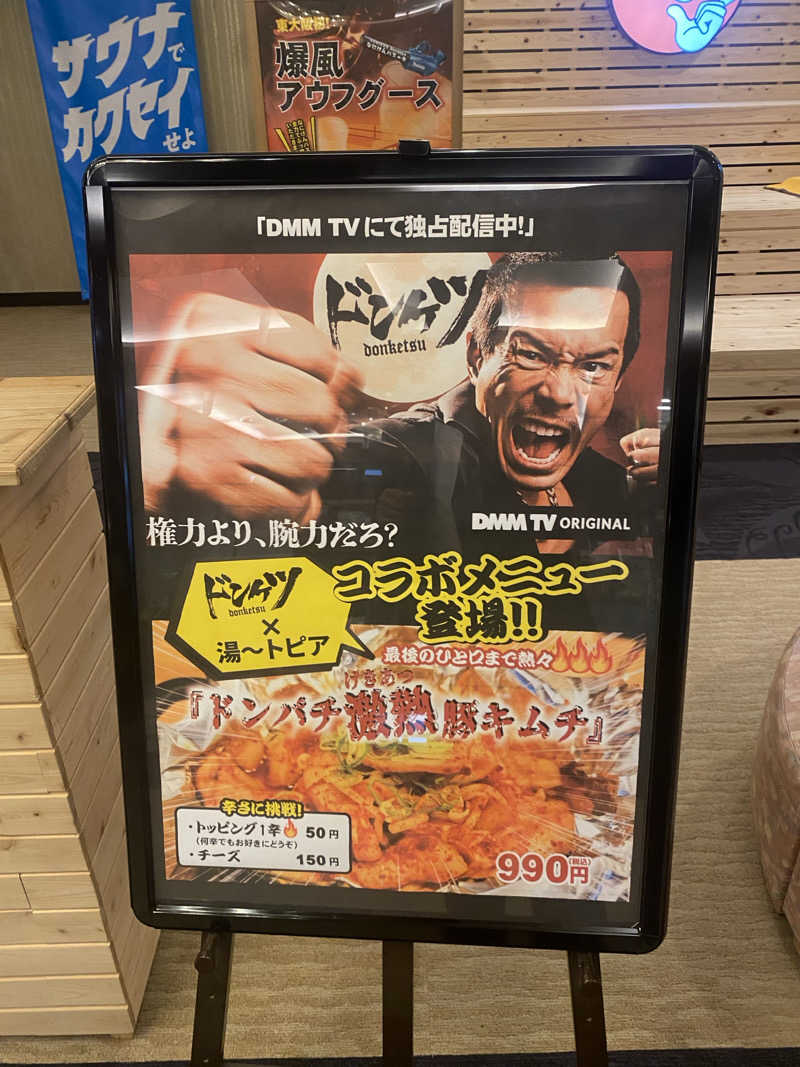 サウナで
カクセイ
せよ
東大阪初!
爆風
アウフグース
「DMM TVにて独占配信中!」
ドンケツ
donketsu
DMM TV ORIGINAL
権力より、腕力だろ?
ドンケツ
donketsu
×
湯〜トピア
コラボメニュー
登場!!
最後のひと口まで熱々
げきあつ
『ドンパチ激熱豚キムチ』
辛さに挑戦!
・トッピング1辛 50円
(何辛でもお好きにどうぞ)
・チーズ 150円
990円(税込)